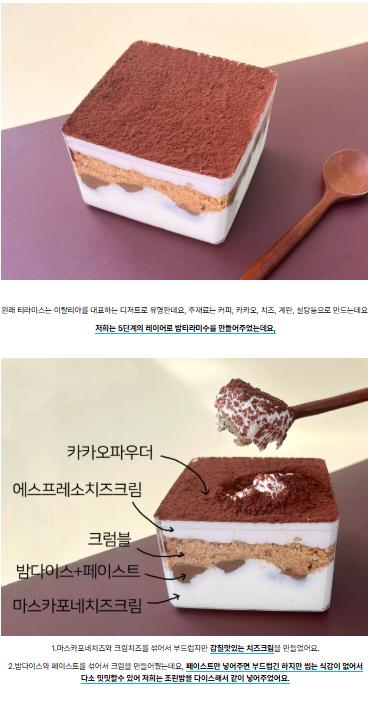 원래 티라미스는 이탈리아를 대표하는 디저트로 유명한데요, 주재료는 커피, 카카오, 치즈, 계란, 설탕등으로 만드는데요
저희는 5단계의 레이어로 밤티라미수를 만들어주었는데요,
카카오파우더
에스프레소치즈크림
크럼블
밤다이스+페이스트
마스카포네치즈크림
1.마스카포네치즈와 크림치즈를 섞어서 부드럽지만 감칠맛있는 치즈크림을 만들었어요.
2.밤다이스와 페이스트를 섞어서 크림을 만들어줬는데요, 페이스트만 넣어주면 부드럽긴 하지만 씹는 식감이 없어서
다소 밋밋할수 있어 저희는 조린밤을 다이스해서 같이 넣어주었어요.